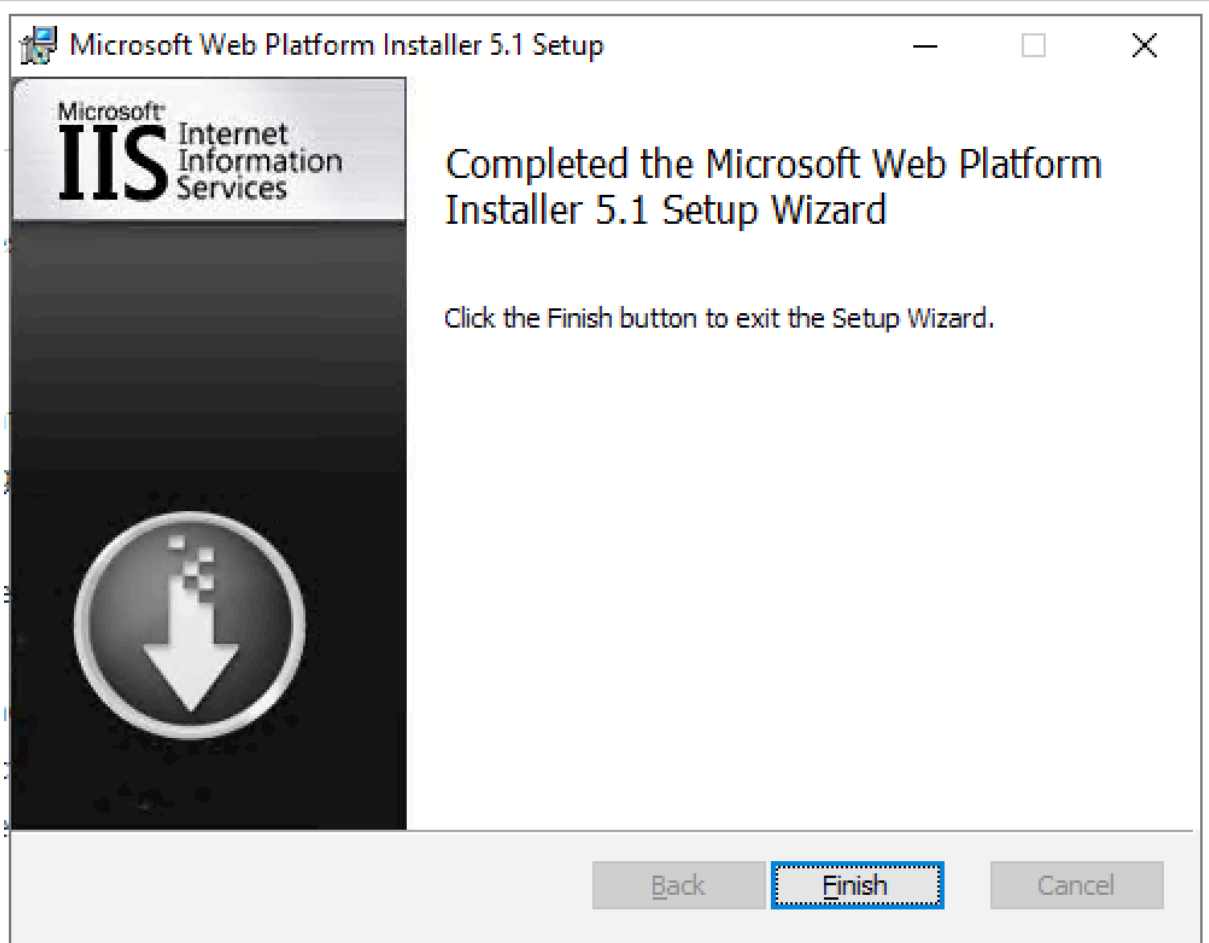 Microsoft Web Platform Installer 5.1 Setup
Microsoft
IIS Internet
Information
Services
Completed the Microsoft Web Platform
Installer 5.1 Setup Wizard
Click the Finish button to exit the Setup Wizard.
Back
Finish
Cancel